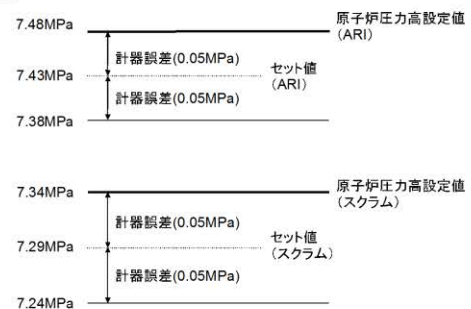 7.48MPa
原子炉圧力高設定値
(ARI)
計器誤差(0.05MPa)
7.43MPa
セット値
(ARI)
計器誤差(0.05MPa)
7.38MPa
7.34MPa
原子炉圧力高設定値
(スクラム)
計器誤差(0.05MPa)
7.29MPa
セット値
(スクラム)
計器誤差(0.05MPa)
7.24MPa